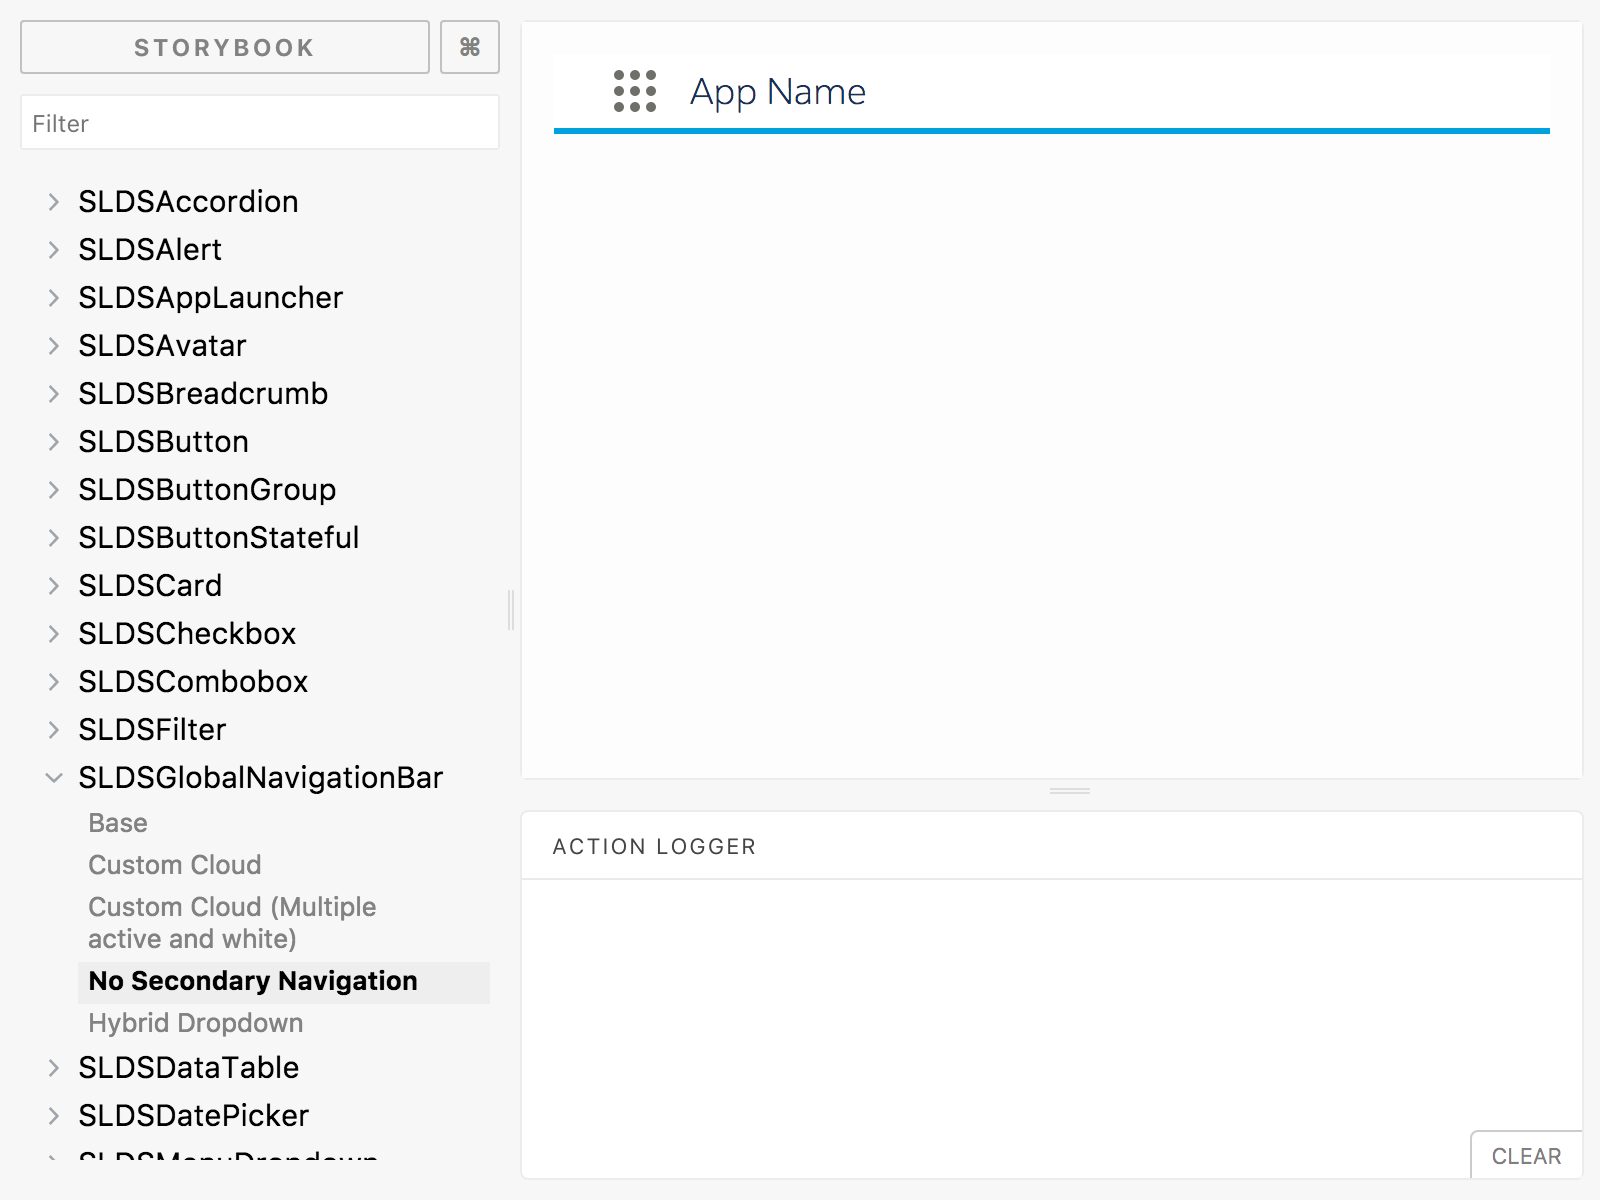 STORYBOOK
⌘
Filter
SLDSAccordion
SLDSAlert
SLDSAppLauncher
SLDSAvatar
SLDSBreadcrumb
SLDSButton
SLDSButtonGroup
SLDSButtonStateful
SLDSCard
SLDSCheckbox
SLDSCombobox
SLDSFilter
SLDSGlobalNavigationBar
Base
Custom Cloud
Custom Cloud (Multiple
active and white)
No Secondary Navigation
Hybrid Dropdown
SLDSDataTable
SLDSDatePicker
SLDSMenuDropdown
App Name
ACTION LOGGER
CLEAR